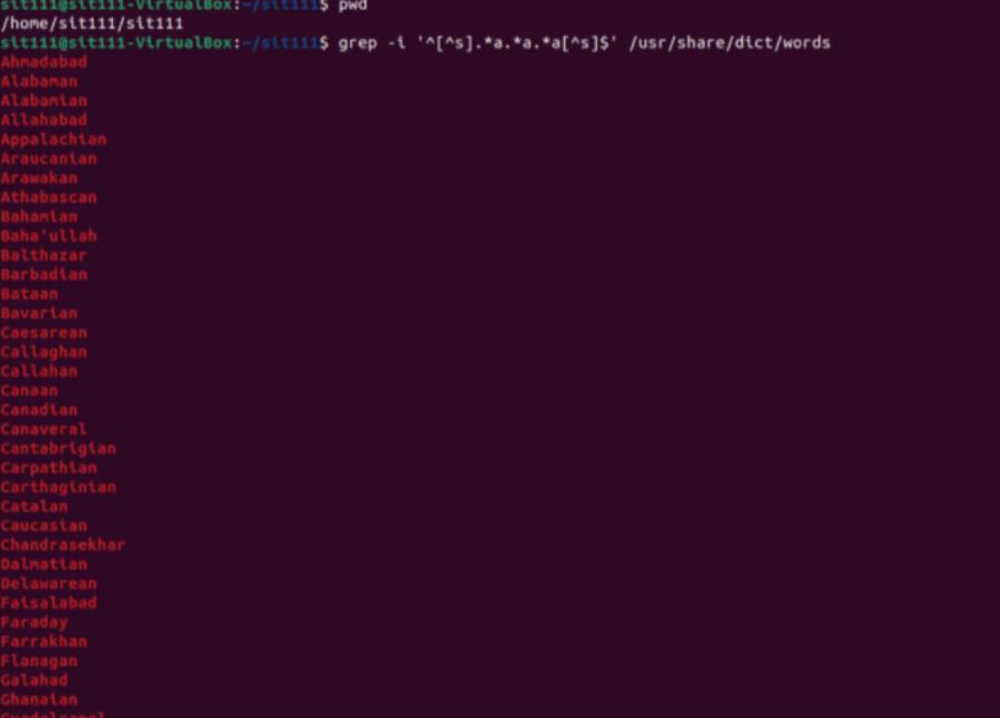 sit111@sit111-VirtualBox:~/sit111$ pwd
/home/sit111/sit111
sit111@sit111-VirtualBox:~/sit111$ grep -i '^[^s].*a.*a.*a[^s]$' /usr/share/dict/words
Ahmadabad
Alabaman
Alabamian
Allahabad
Appalachian
Araucanian
Arawakan
Athabascan
Bahamian
Baha'ullah
Balthazar
Barbadian
Bataan
Bavarian
Caesarean
Callaghan
Callahan
Canaan
Canadian
Canaveral
Cantabrigian
Carpathian
Carthaginian
Catalan
Caucasian
Chandrasekhar
Dalmatian
Delawarean
Faisalabad
Faraday
Farrakhan
Flanagan
Galahad
Ghanaian